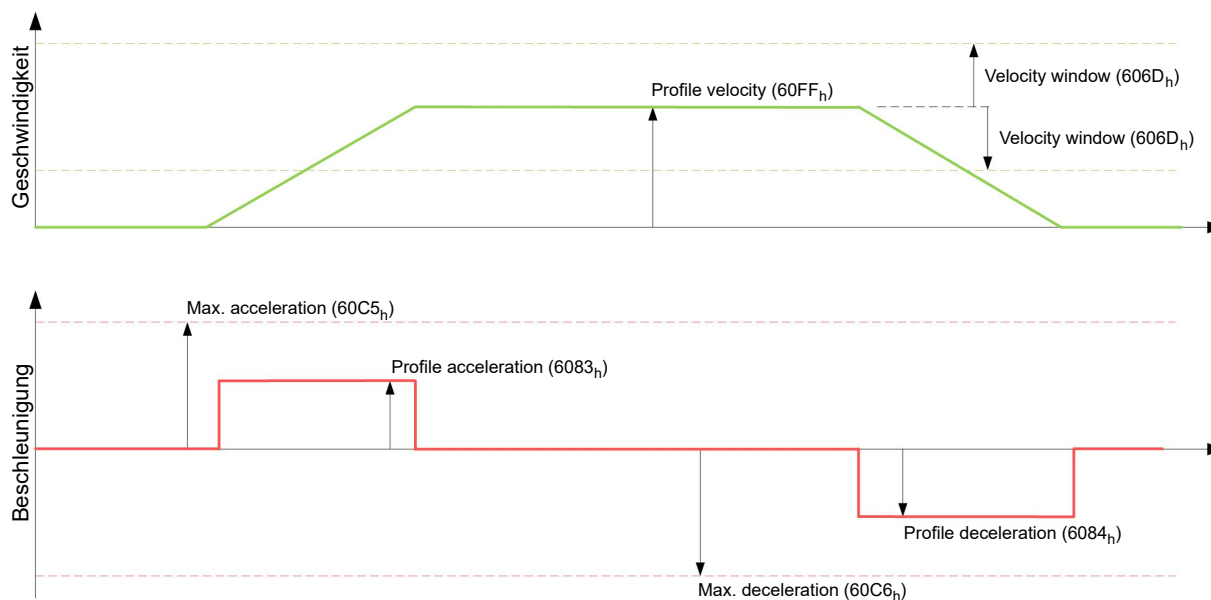 Geschwindigkeit
Profile velocity (60FFh)
Velocity window (606Dh)
Velocity window (606Dh)
Beschleunigung
Max. acceleration (60C5h)
Profile acceleration (6083h)
Profile deceleration (6084h)
Max. deceleration (60C6h)